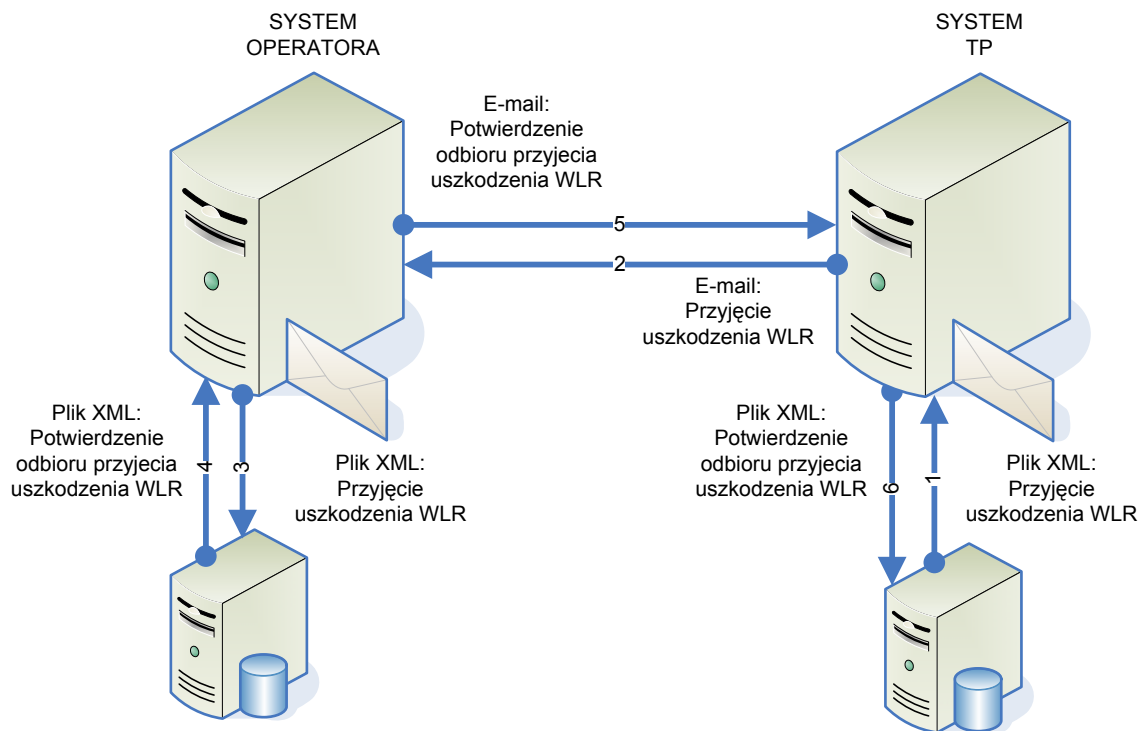 SYSTEM
OPERATORA
SYSTEM
TP
E-mail:
Potwierdzenie
odbioru przyjecia
uszkodzenia WLR
5
2
E-mail:
Przyjęcie
uszkodzenia WLR
Plik XML:
Potwierdzenie
odbioru przyjecia
uszkodzenia WLR
4
3
Plik XML:
Przyjęcie
uszkodzenia WLR
Plik XML:
Potwierdzenie
odbioru przyjecia
uszkodzenia WLR
6
1
Plik XML:
Przyjęcie
uszkodzenia WLR